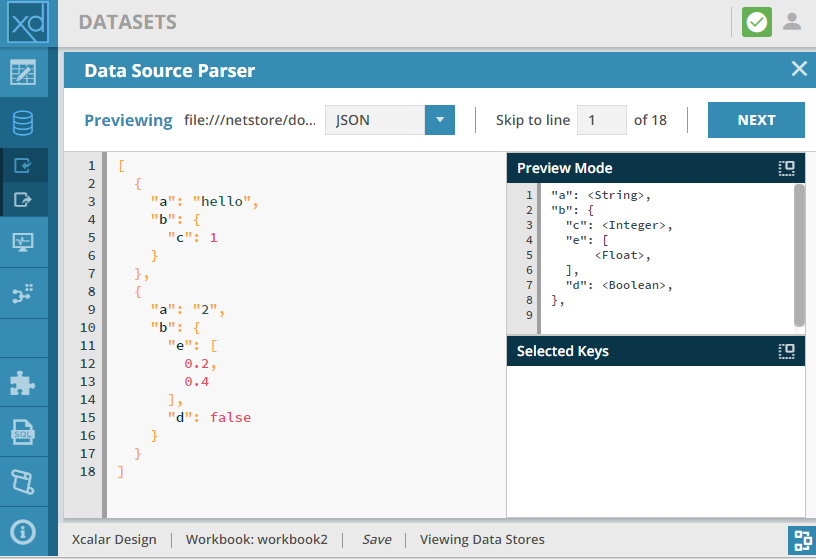 xd DATASETS
Data Source Parser
Previewing file:///netstore/do... JSON Skip to line 1 of 18 NEXT
1 [
2 {
3 "a": "hello",
4 "b": {
5 "c": 1
6 }
7 },
8 {
9 "a": "2",
10 "b": {
11 "e": [
12 0.2,
13 0.4
14 ],
15 "d": false
16 }
17 }
18 ]
Preview Mode
1 "a": <String>,
2 "b": {
3 "c": <Integer>,
4 "e": [
5 <Float>,
6 ],
7 "d": <Boolean>,
8 },
9
Selected Keys
SQL
Xcalar Design Workbook: workbook2 Save Viewing Data Stores